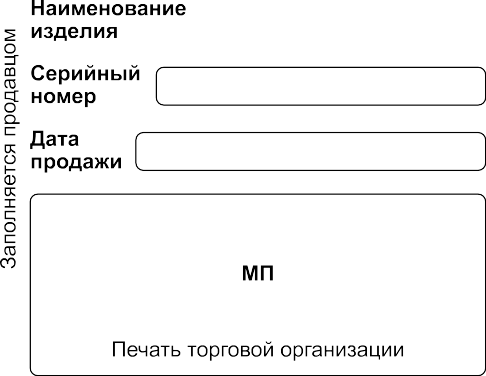 Заполняется продавцом
Наименование
изделия
Серийный
номер
Дата
продажи
МП
Печать торговой организации